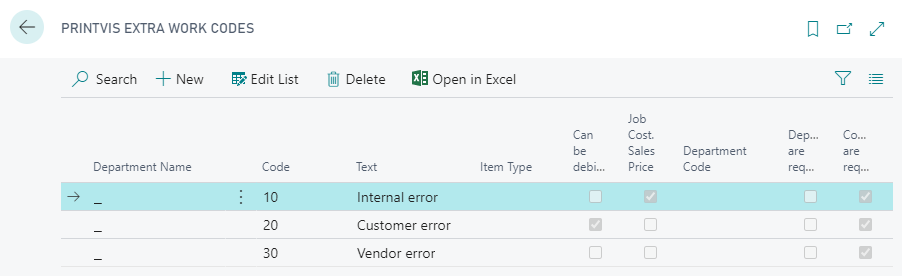 PRINTVIS EXTRA WORK CODES
Search New Edit List Delete Open in Excel
Department Name Code Text Item Type Can be debi... Job Cost. Sales Price Department Code Dep... are req... Co... are req...
_ 10 Internal error
_ 20 Customer error
_ 30 Vendor error